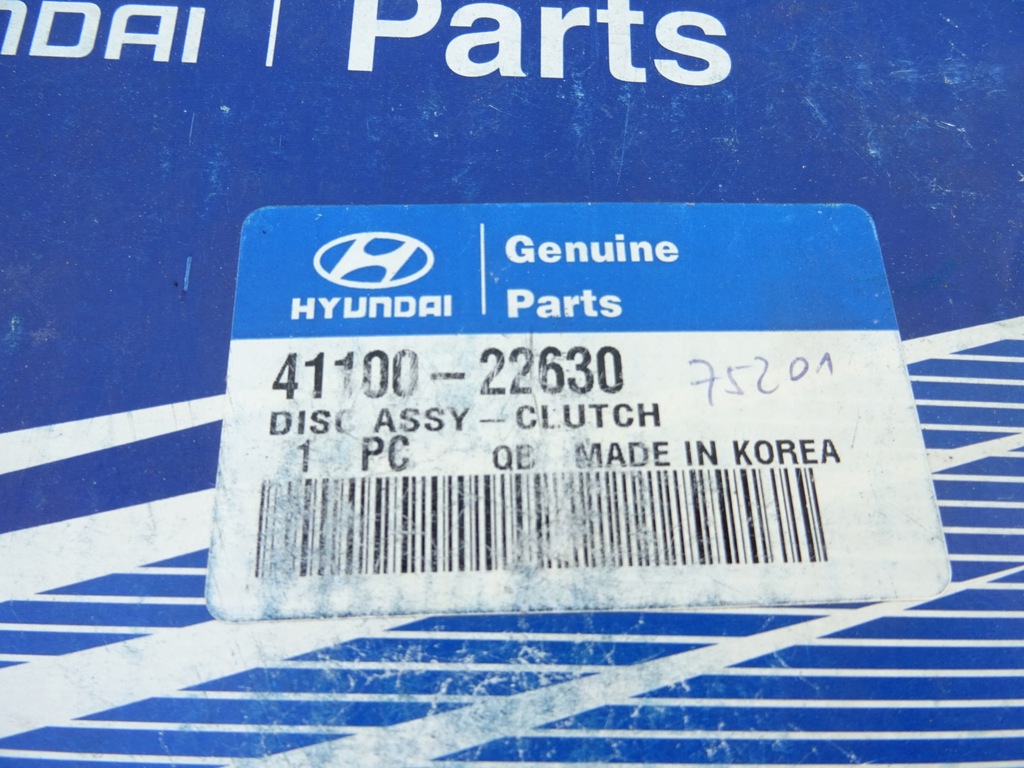 NDAI Parts
HYUNDAI
Genuine
Parts
41100-22630 75201
DISC ASSY-CLUTCH
1 PC QB MADE IN KOREA